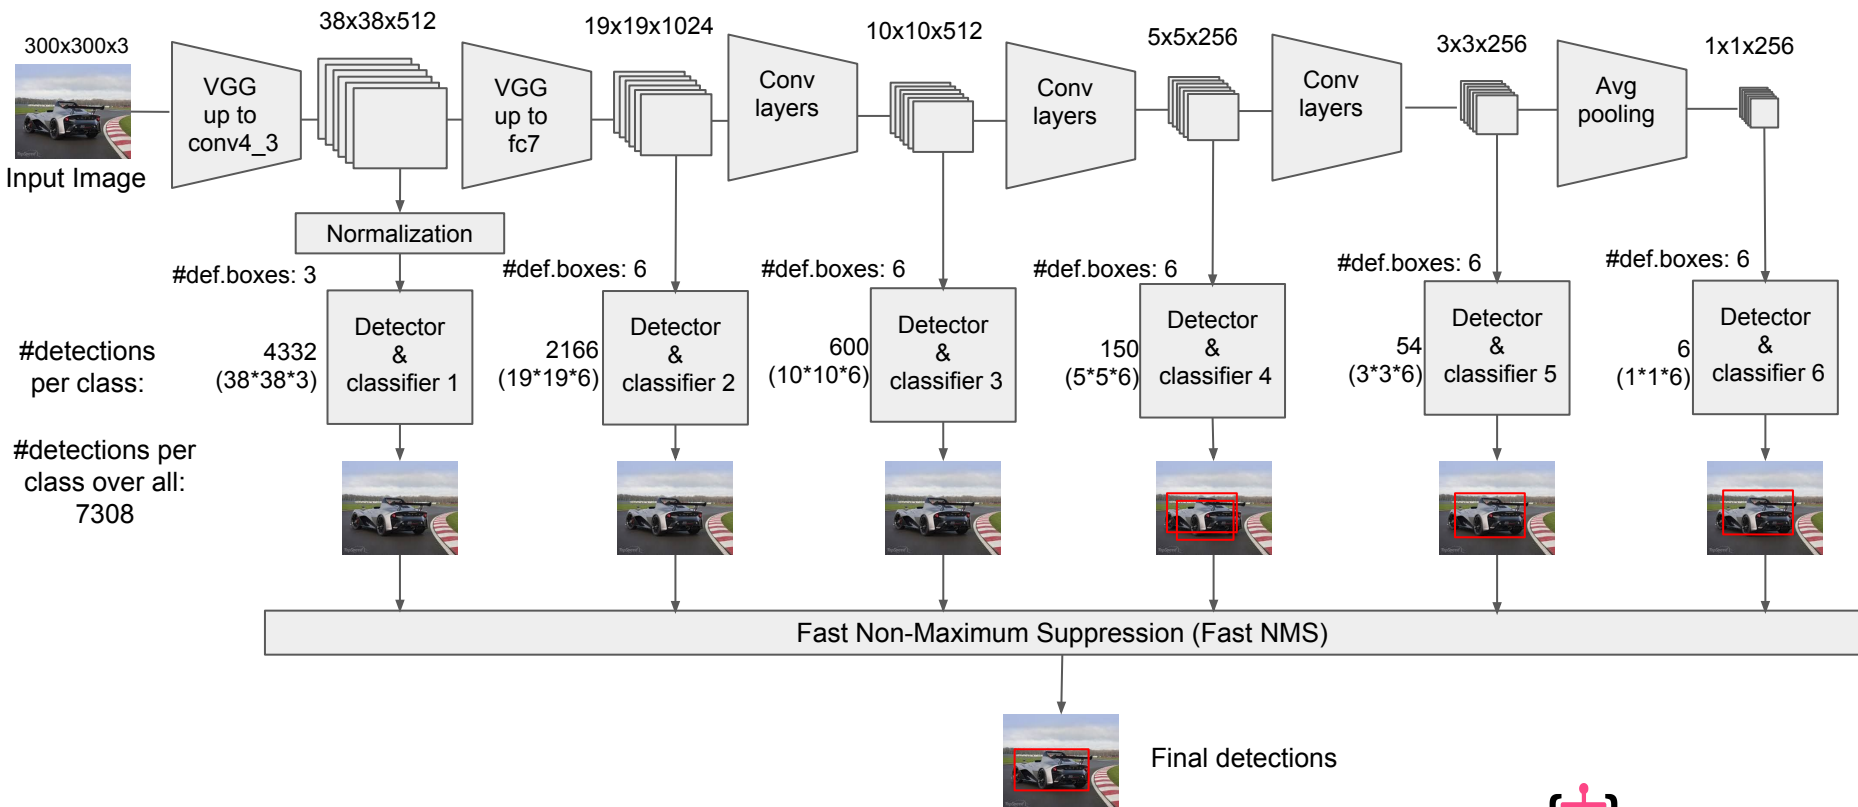 300x300x3
38x38x512
19x19x1024
10x10x512
5x5x256
3x3x256
1x1x256
VGG
up to
conv4_3
VGG
up to
fc7
Conv
layers
Conv
layers
Conv
layers
Avg
pooling
Input Image
Normalization
#def.boxes: 3
#def.boxes: 6
#def.boxes: 6
#def.boxes: 6
#def.boxes: 6
#def.boxes: 6
#detections
per class:
4332
(38*38*3)
Detector
&
classifier 1
2166
(19*19*6)
Detector
&
classifier 2
600
(10*10*6)
Detector
&
classifier 3
150
(5*5*6)
Detector
&
classifier 4
54
(3*3*6)
Detector
&
classifier 5
6
(1*1*6)
Detector
&
classifier 6
#detections per
class over all:
7308
Fast Non-Maximum Suppression (Fast NMS)
Final detections
{ }